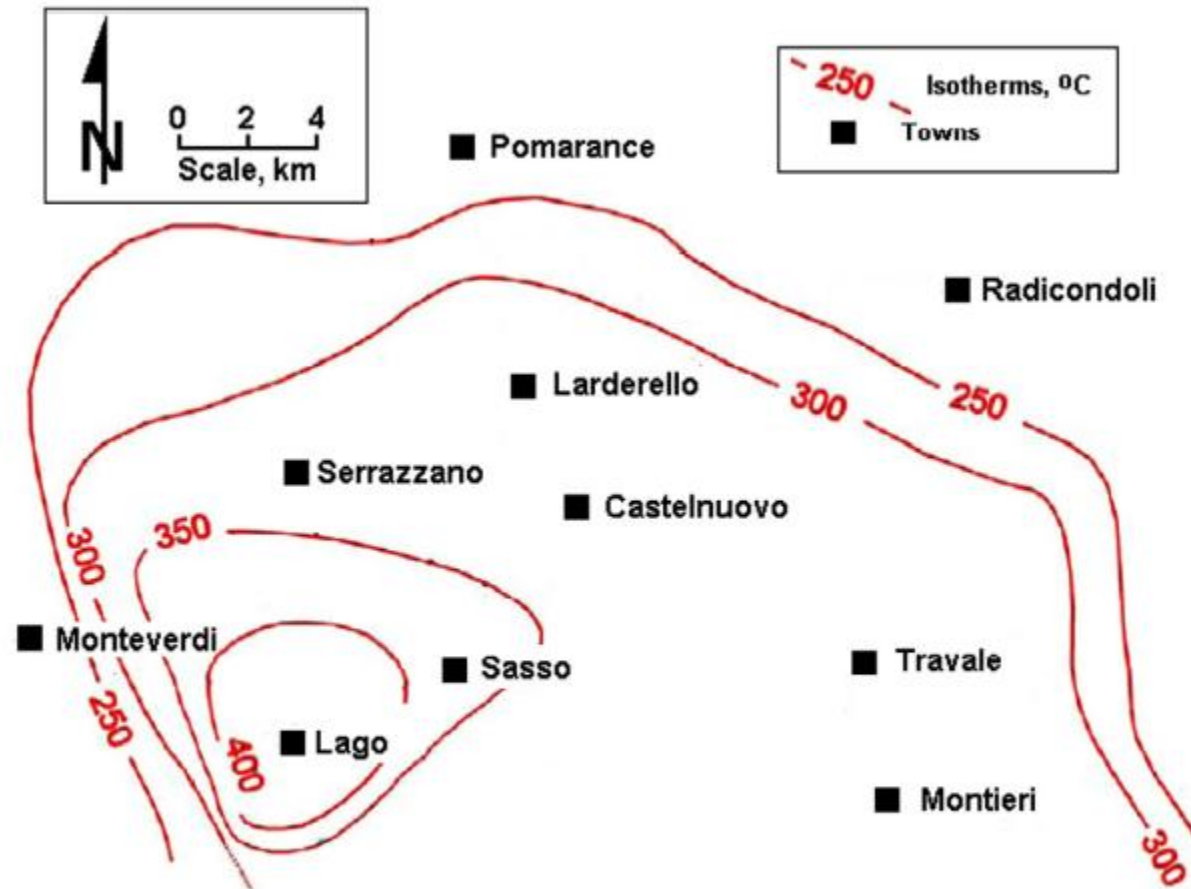 N
0 2 4
Scale, km
250 Isotherms, ºC
Towns
Pomarance
Radicondoli
Larderello
300
250
Serrazzano
Castelnuovo
350
300
Monteverdi
Sasso
Travale
250
400
Lago
Montieri
300